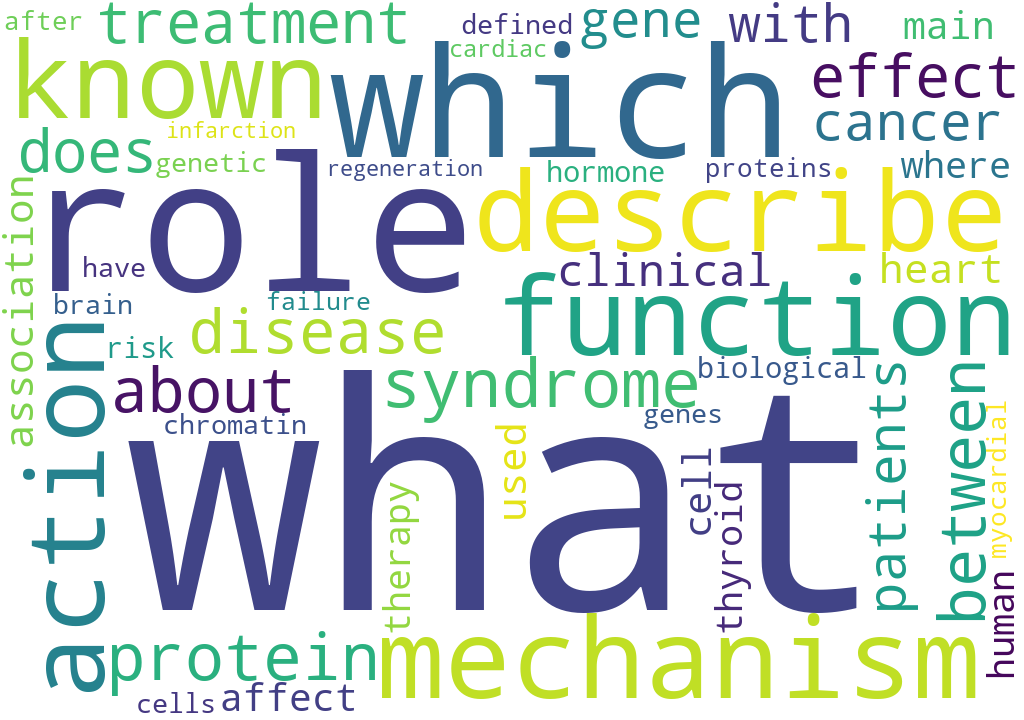 after
treatment
defined
gene
with
main
known
which
cardiac
effect
infarction
cancer
does
genetic
role
regeneration
hormone
proteins
where
describe
association
have
clinical
heart
brain
failure
function
risk
disease
action
about
syndrome
biological
patients
between
what
chromatin
genes
used
cell
myocardial
therapy
thyroid
human
protein
mechanism
cells
affect